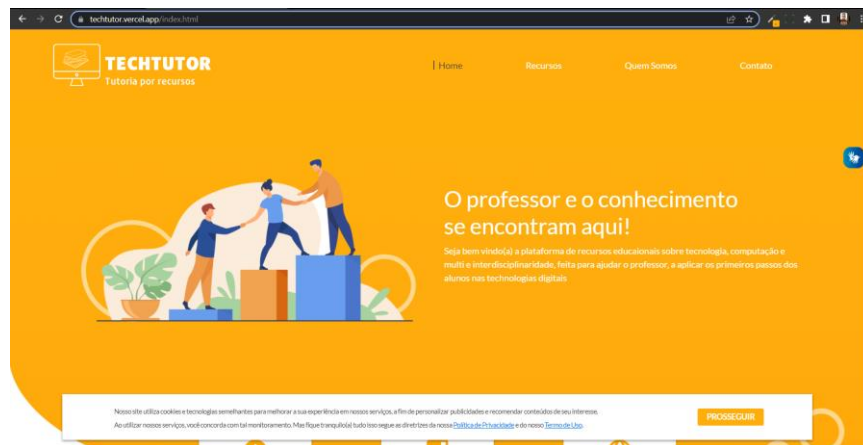 techtutor.vercel.app/index.html
TECHTUTOR
Tutoria por recursos
Home
Recursos
Quem Somos
Contato
O professor e o conhecimento
se encontram aqui!
Seja bem vindo(a) a plataforma de recursos educaionais sobre tecnologia, computação e
multi e interdisciplinaridade, feita para ajudar o professor, a aplicar os primeiros passos dos
alunos nas technologias digitais
Nosso site utiliza cookies e tecnologias semelhantes para melhorar a sua experiência em nossos serviços, a fim de personalizar publicidades e recomendar conteúdos de seu interesse.
Ao utilizar nossos serviços, você concorda com tal monitoramento. Mas fique tranquilo(a) tudo isso segue as diretrizes da nossa Política de Privacidade e do nosso Termo de Uso.
PROSSEGUIR